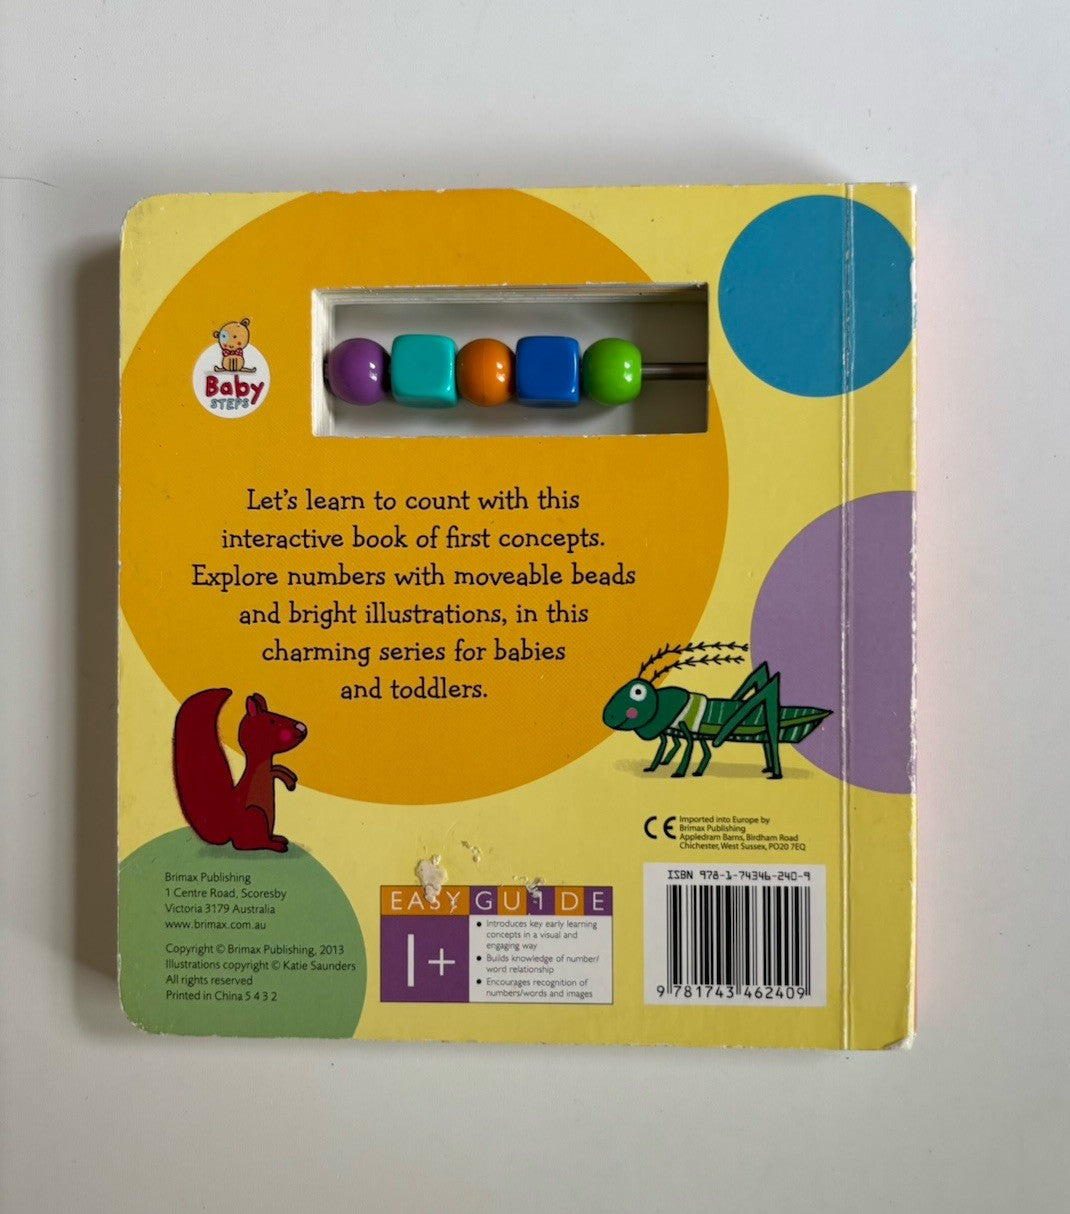 Baby
STEPS
Let's learn to count with this
interactive book of first concepts.
Explore numbers with moveable beads
and bright illustrations, in this
charming series for babies
and toddlers.
CE
Imported into Europe by
Brimax Publishing
Appledram Barns, Birdham Road
Chichester, West Sussex, PO20 7EQ
Brimax Publishing
1 Centre Road, Scoresby
Victoria 3179 Australia
www.brimax.com.au
Copyright © Brimax Publishing, 2013
Illustrations copyright © Katie Saunders
All rights reserved
Printed in China 5 4 3 2
EASY GUIDE
1+
• Introduces key early learning
concepts in a visual and
engaging way
• Builds knowledge of number/
word relationship
• Encourages recognition of
numbers/words and images
ISBN 978-1-74346-240-9
9 781743 462409